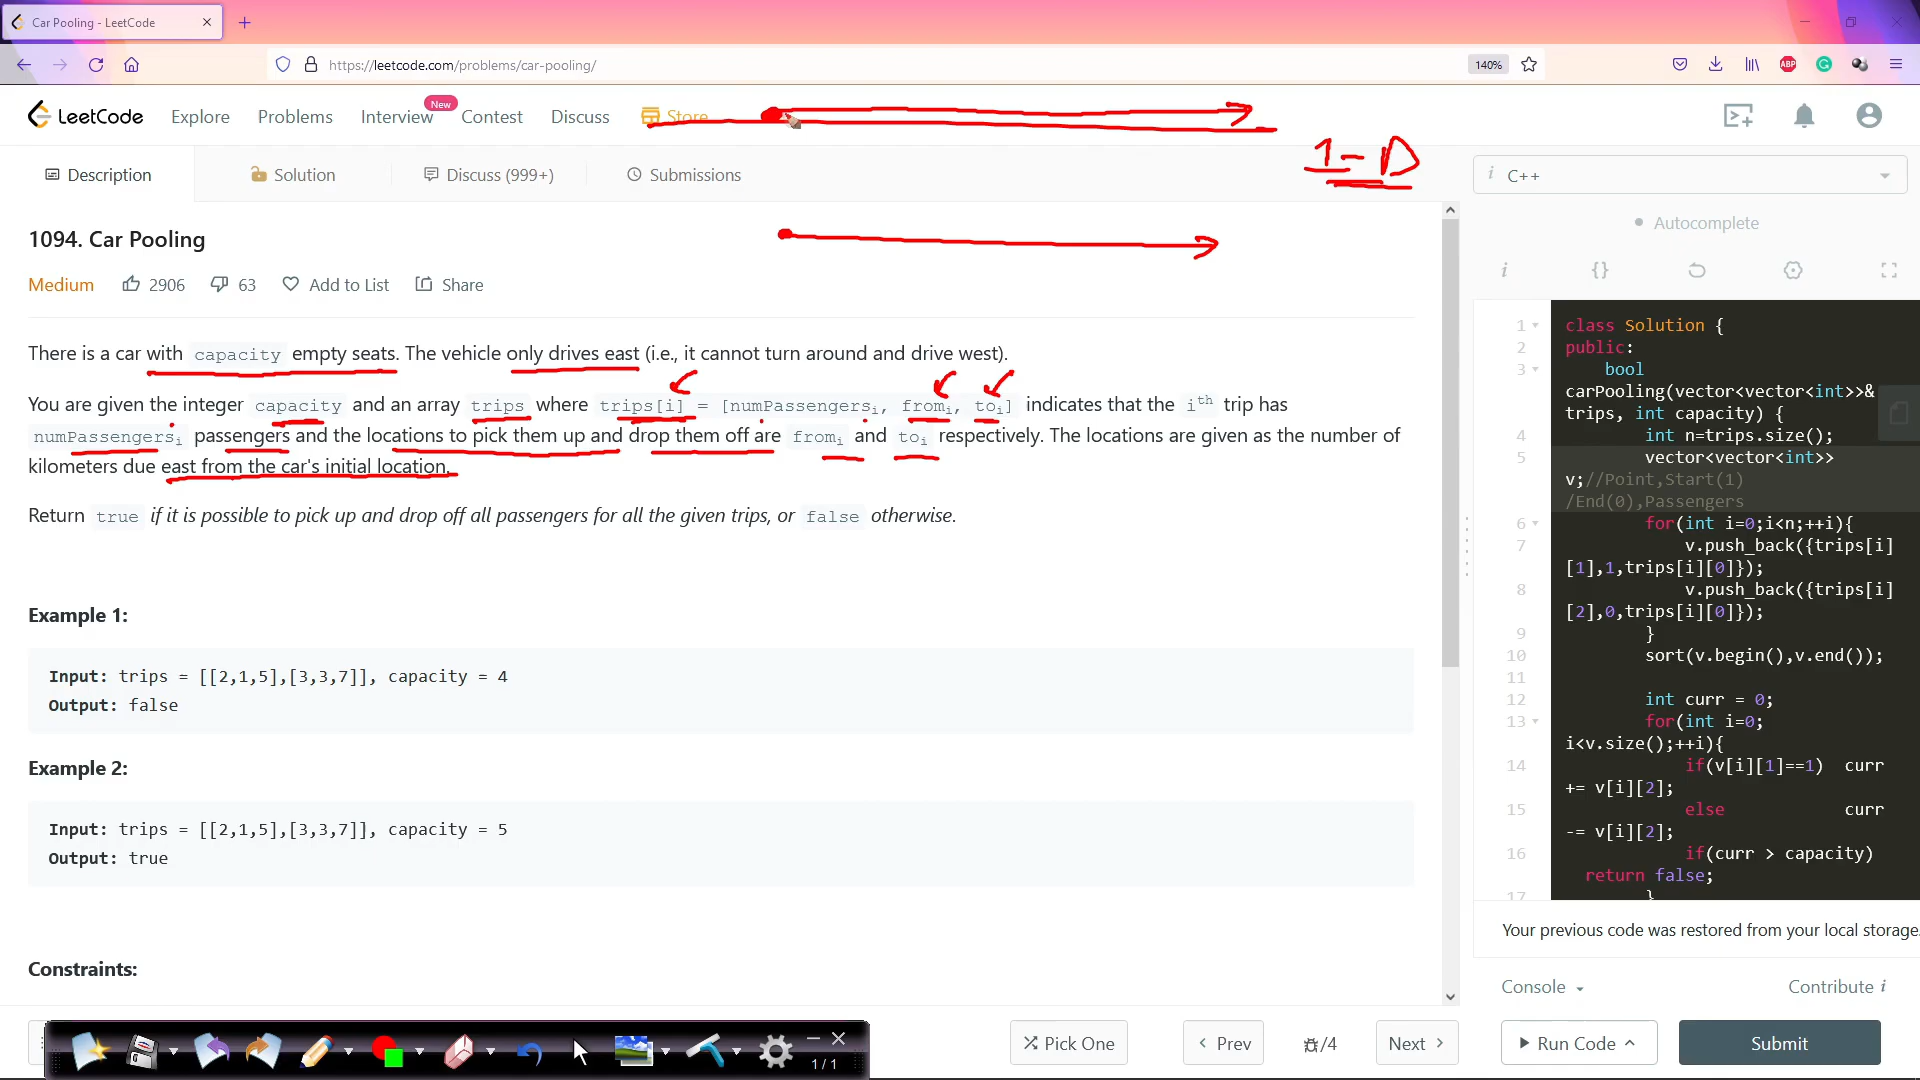 Car Pooling - LeetCode
https://leetcode.com/problems/car-pooling/
140%
ABP
LeetCode
Explore
Problems
Interview
New
Contest
Discuss
Store
1-D
Description
Solution
Discuss (999+)
Submissions
i C++
Autocomplete
1094. Car Pooling
Medium
2906
63
Add to List
Share
i {}
There is a car with capacity empty seats. The vehicle only drives east (i.e., it cannot turn around and drive west).
You are given the integer capacity and an array trips where trips[i] = [numPassengersi, fromi, toi] indicates that the ith trip has
numPassengersi passengers and the locations to pick them up and drop them off are fromi and toi respectively. The locations are given as the number of
kilometers due east from the car's initial location.
Return true if it is possible to pick up and drop off all passengers for all the given trips, or false otherwise.
Example 1:
Input: trips = [[2,1,5],[3,3,7]], capacity = 4
Output: false
Example 2:
Input: trips = [[2,1,5],[3,3,7]], capacity = 5
Output: true
Constraints:
1 class Solution {
2 public:
3 bool
carPooling(vector<vector<int>>&
trips, int capacity) {
4 int n=trips.size();
5 vector<vector<int>>
v;//Point,Start(1)
/End(0),Passengers
6 for(int i=0;i<n;++i){
7 v.push_back({trips[i]
[1],1,trips[i][0]});
8 v.push_back({trips[i]
[2],0,trips[i][0]});
9 }
10 sort(v.begin(),v.end());
11
12 int curr = 0;
13 for(int i=0;
i<v.size();++i){
14 if(v[i][1]==1) curr
+= v[i][2];
15 else curr
-= v[i][2];
16 if(curr > capacity)
return false;
17 }
Your previous code was restored from your local storage.
Console
Contribute i
1/1
Pick One
Prev
/4
Next
Run Code
Submit